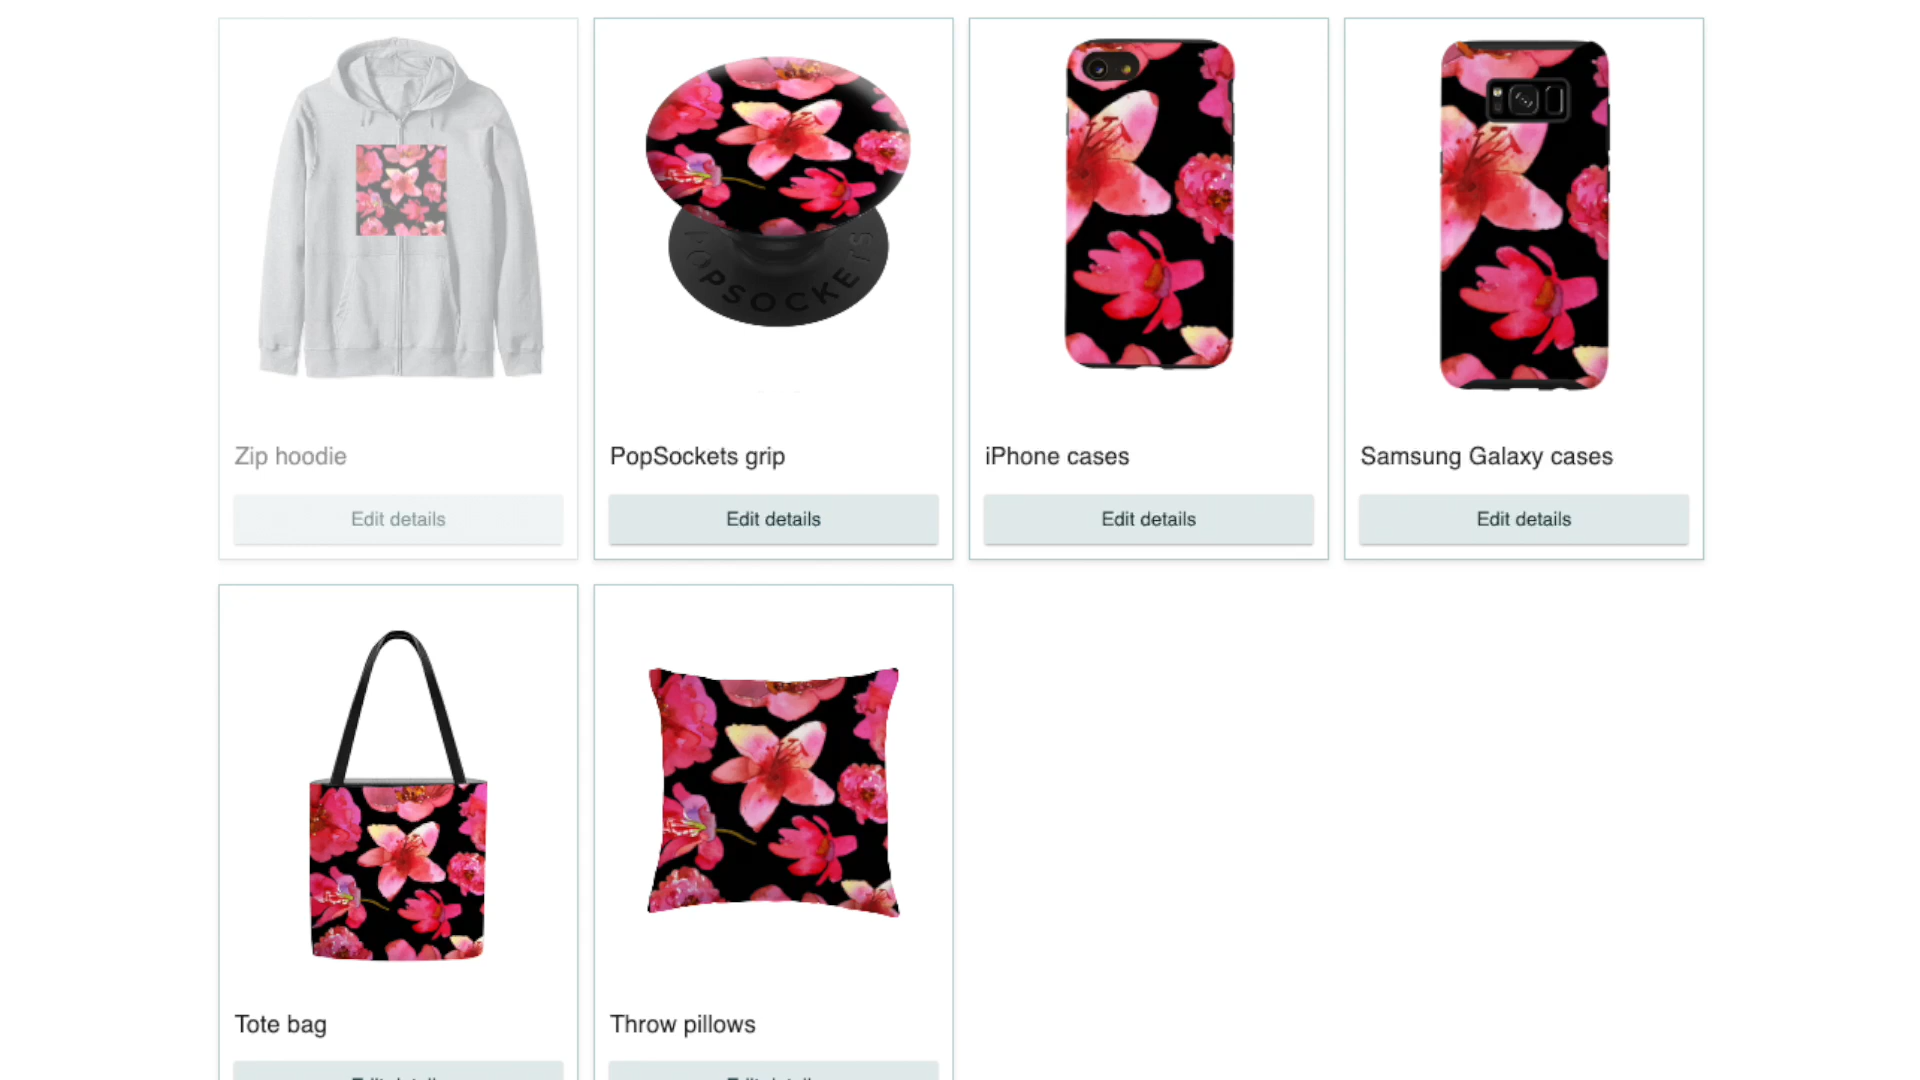 POPSOCKETS
Zip hoodie
PopSockets grip
iPhone cases
Samsung Galaxy cases
Edit details
Edit details
Edit details
Edit details
Tote bag
Throw pillows